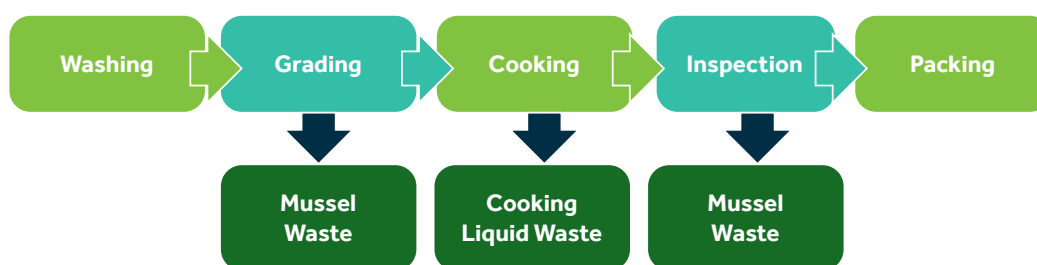 Washing
Grading
Cooking
Inspection
Packing
Mussel
Waste
Cooking
Liquid Waste
Mussel
Waste